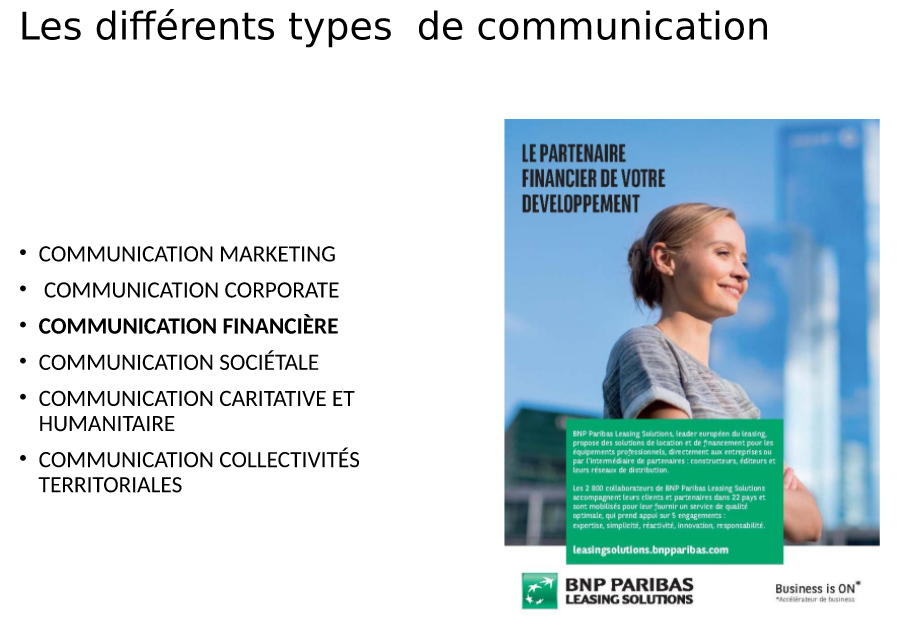 Les différents types  de communication
• COMMUNICATION MARKETING
•  COMMUNICATION CORPORATE
• COMMUNICATION FINANCIÈRE
• COMMUNICATION SOCIÉTALE
• COMMUNICATION CARITATIVE ET
HUMANITAIRE
• COMMUNICATION COLLECTIVITÉS
TERRITORIALES
LE PARTENAIRE
FINANCIER DE VOTRE
DEVELOPPEMENT
BNP Paribas Leasing Solutions, leader européen du leasing,
propose des solutions de location et de financement pour les
équipements professionnels, directement aux entreprises ou
par l'intermédiaire de partenaires : constructeurs, éditeurs et
leurs réseaux de distribution.
Les 2 800 collaborateurs de BNP Paribas Leasing Solutions
accompagnent leurs clients et partenaires dans 22 pays et
sont mobilisés pour leur fournir un service de qualité
optimale, qui prend appui sur 5 engagements :
expertise, simplicité, réactivité, innovation, responsabilité.
leasingsolutions.bnpparibas.com
BNP PARIBAS
LEASING SOLUTIONS
Business is ON*
*Accélérateur de business